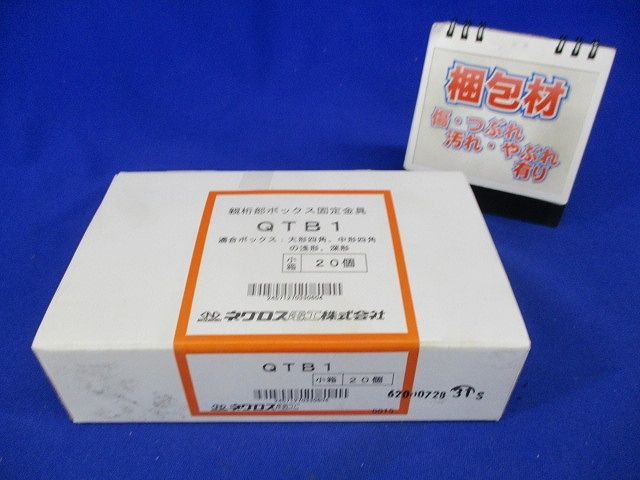 梱包材
傷・つぶれ
汚れ・やぶれ
有り
親桁部ボックス固定金具
QTB1
適合ボックス：大形四角、中形四角
の浅形、深形
小箱 20個
ネグロス電工株式会社
QTB1
小箱 20個
ネグロス電工